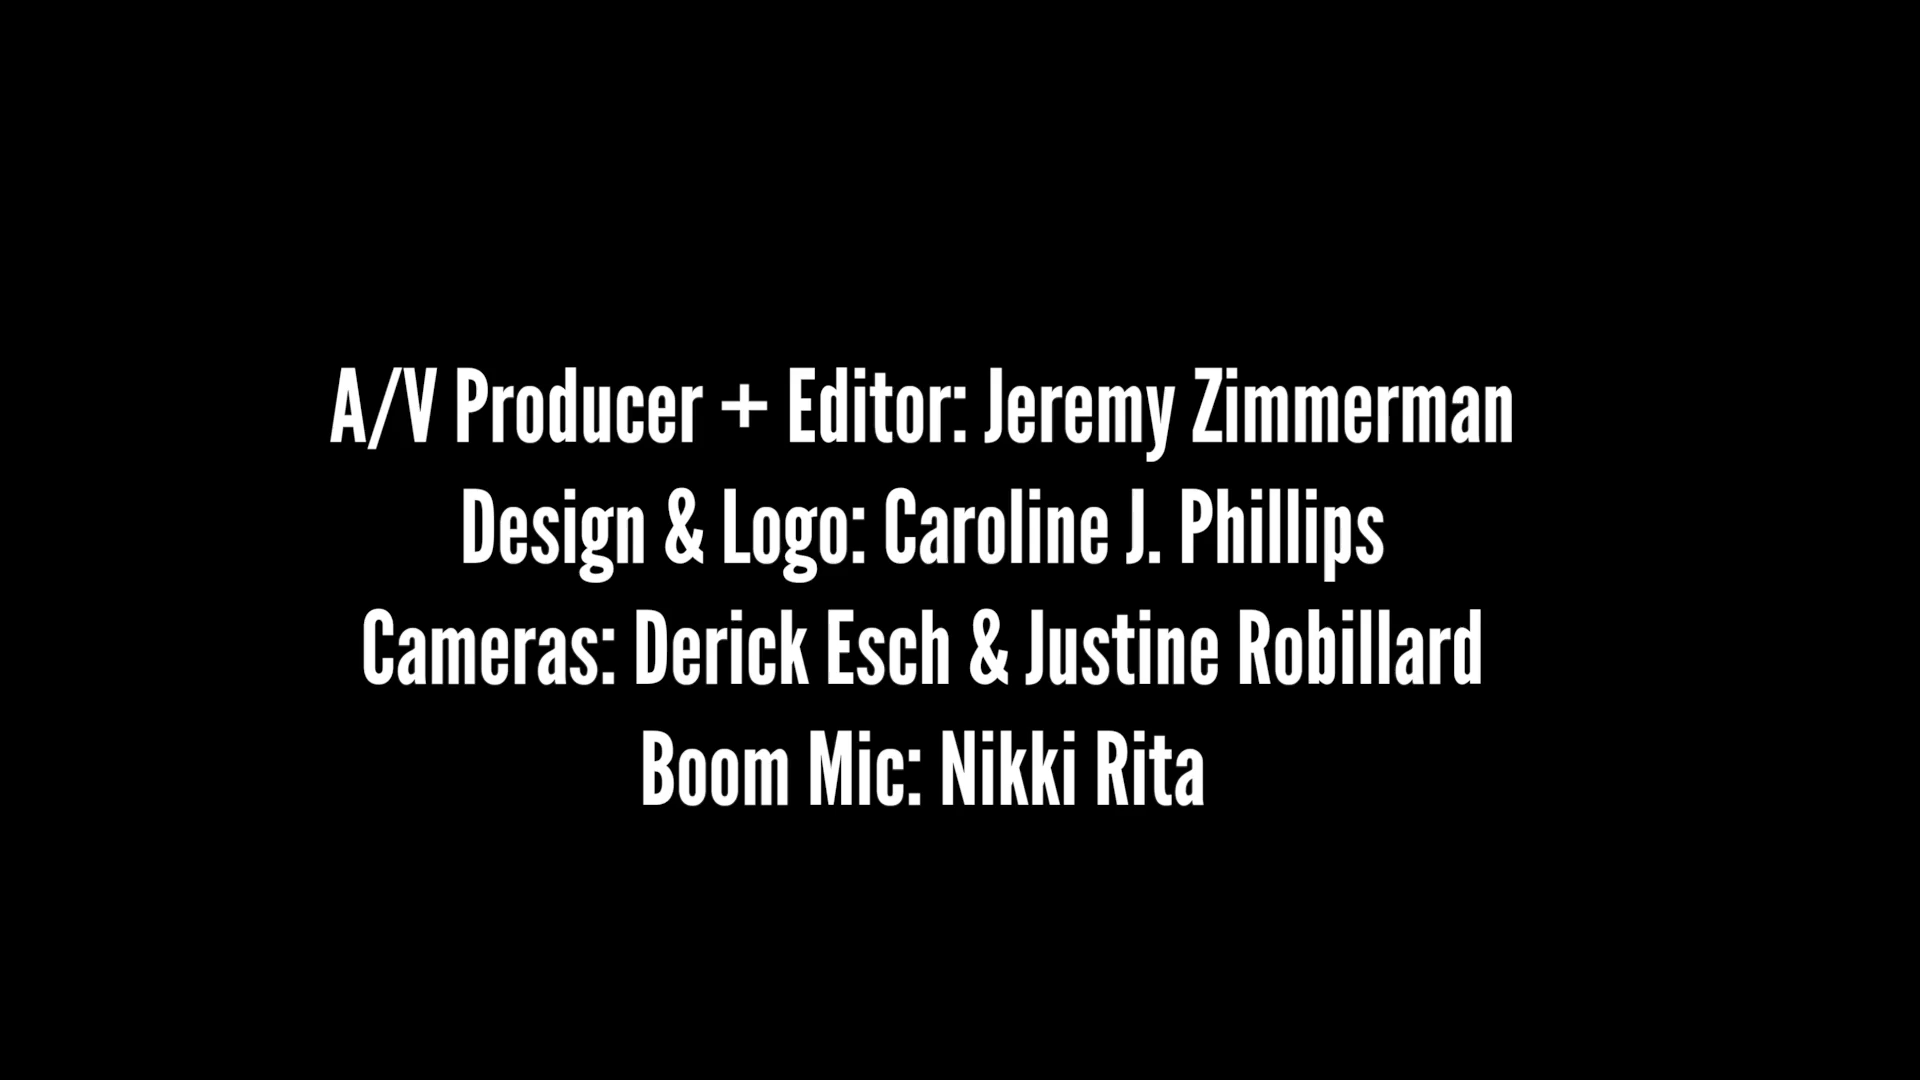 A/V Producer + Editor: Jeremy Zimmerman
Design & Logo: Caroline J. Phillips
Cameras: Derick Esch & Justine Robillard
Boom Mic: Nikki Rita